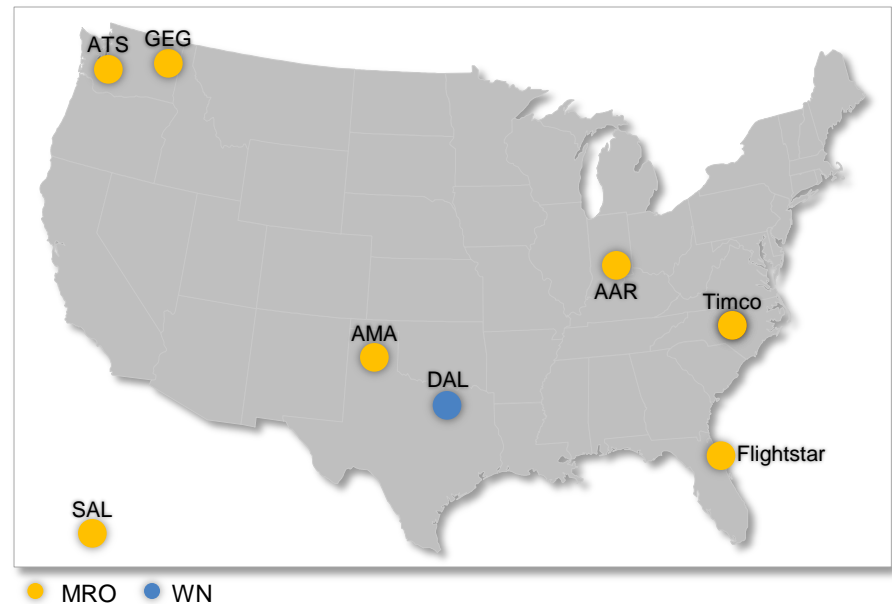 ATS
GEG
AAR
Timco
AMA
DAL
Flightstar
SAL
MRO
WN